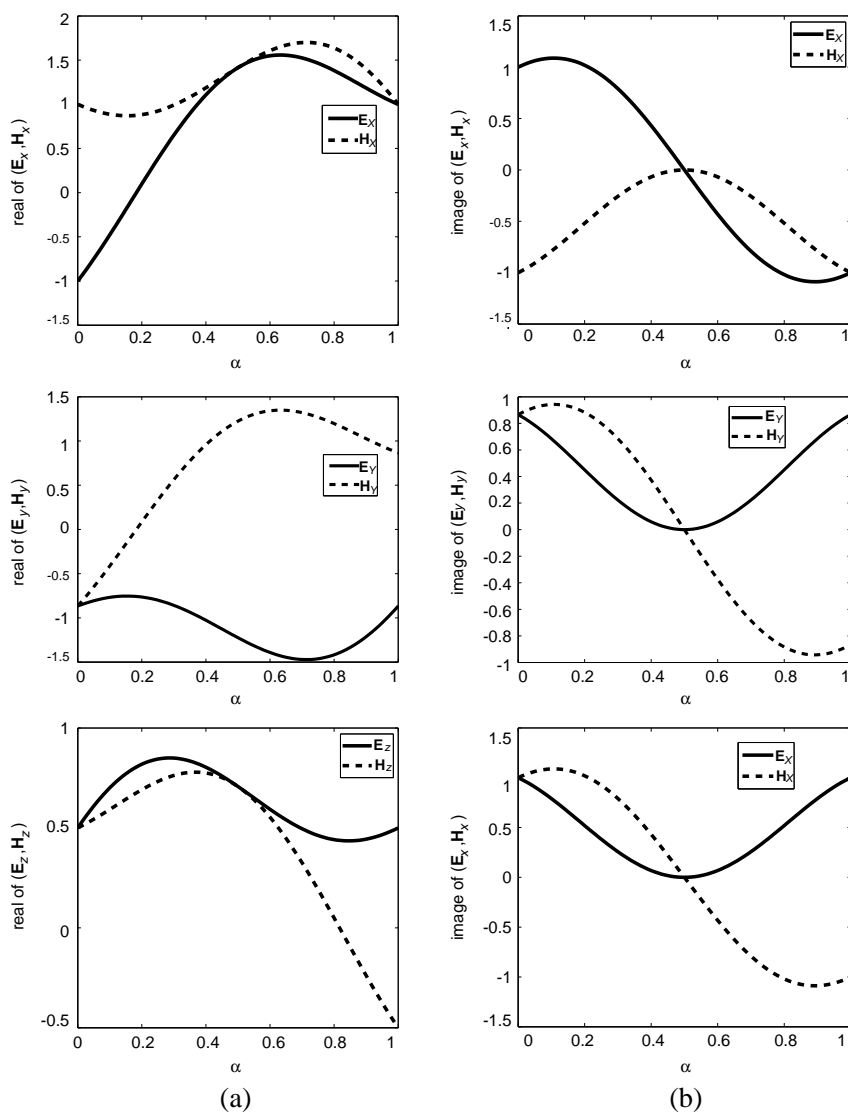 2
1.5
1
0.5
0
-0.5
-1
-1.5
real of (E_x,H_x)
E_X
H_X
0 0.2 0.4 0.6 0.8 1
α
1.5
1
0.5
0
-0.5
-1
1.5
image of (E_x,H_x)
E_X
H_X
0 0.2 0.4 0.6 0.8 1
α
1.5
1
0.5
0
-0.5
-1
-1.5
real of (E_y,H_y)
E_Y
H_Y
0 0.2 0.4 0.6 0.8 1
α
1
0.8
0.6
0.4
0.2
0
-0.2
-0.4
0.6
-0.8
-1
image of (E_y,H_y)
E_Y
H_Y
0 0.2 0.4 0.6 0.8 1
α
1
0.5
0
-0.5
real of (E_z,H_z)
E_z
H_z
0 0.2 0.4 0.6 0.8 1
α
1.5
1
0.5
0
-0.5
-1
-1.5
image of (E_x,H_x)
E_X
H_X
0 0.2 0.4 0.6 0.8 1
α
(a) (b)